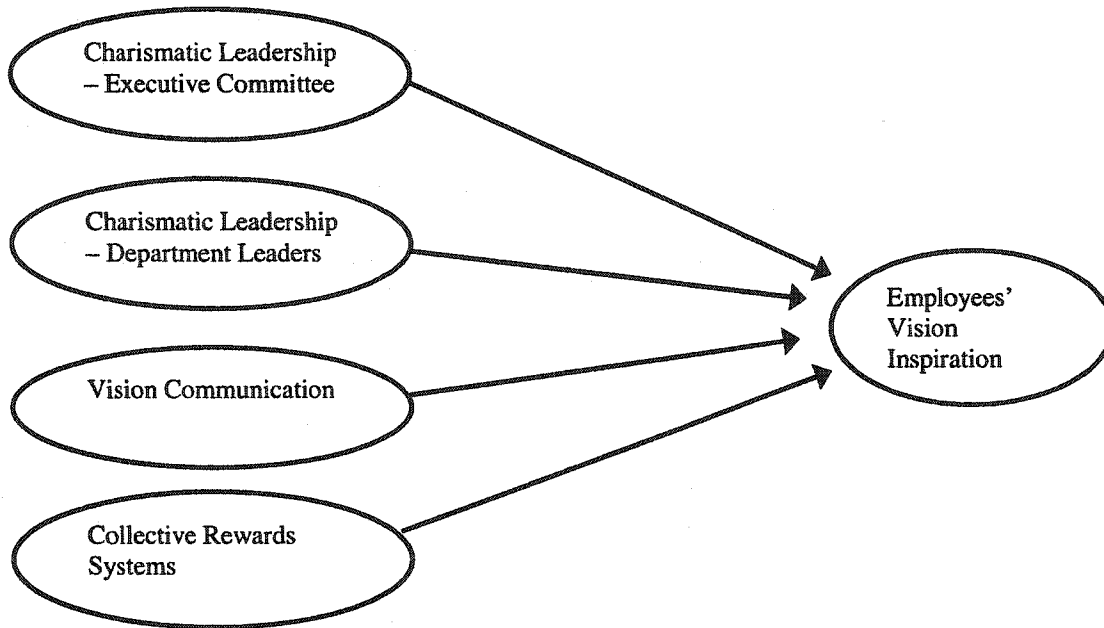 Charismatic Leadership
– Executive Committee
Charismatic Leadership
– Department Leaders
Vision Communication
Collective Rewards
Systems
Employees’
Vision
Inspiration